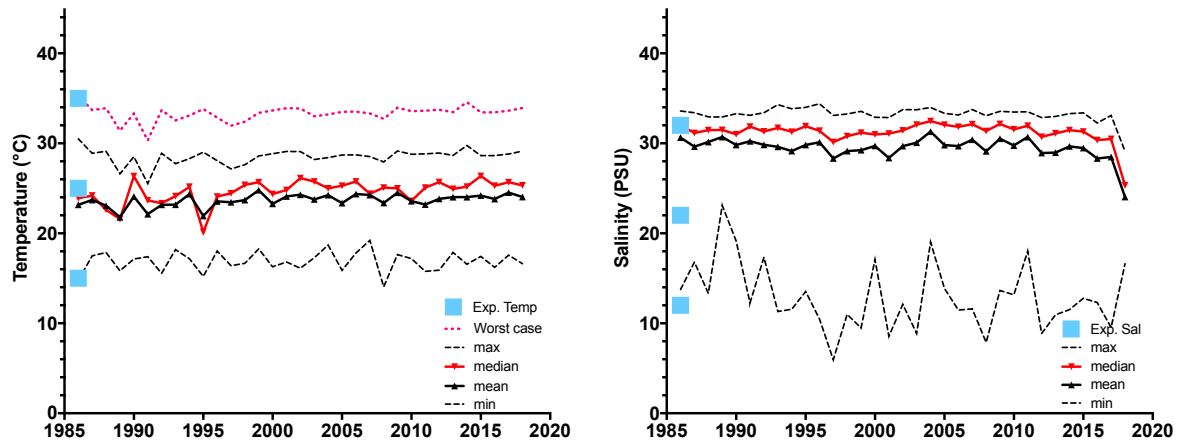 40
30
20
10
0
Temperature (°C)
1985 1990 1995 2000 2005 2010 2015 2020
Exp. Temp
Worst case
max
median
mean
min
40
30
20
10
0
Salinity (PSU)
1985 1990 1995 2000 2005 2010 2015 2020
Exp. Sal
max
median
mean
min